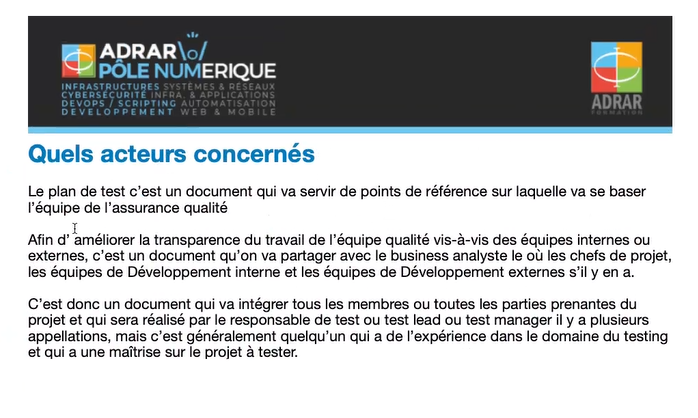 ADRAR
PÔLE NUMERIQUE
INFRASTRUCTURES SYSTÈMES & RÉSEAUX
CYBERSÉCURITÉ INFRA. & APPLICATIONS
DEVOPS / SCRIPTING AUTOMATISATION
DÉVELOPPEMENT WEB & MOBILE
ADRAR
FORMATION
Quels acteurs concernés
Le plan de test c’est un document qui va servir de points de référence sur laquelle va se baser
l’équipe de l’assurance qualité
Afin d’ améliorer la transparence du travail de l’équipe qualité vis-à-vis des équipes internes ou
externes, c’est un document qu’on va partager avec le business analyste le où les chefs de projet,
les équipes de Développement interne et les équipes de Développement externes s’il y en a.
C’est donc un document qui va intégrer tous les membres ou toutes les parties prenantes du
projet et qui sera réalisé par le responsable de test ou test lead ou test manager il y a plusieurs
appellations, mais c’est généralement quelqu’un qui a de l’expérience dans le domaine du testing
et qui a une maîtrise sur le projet à tester.